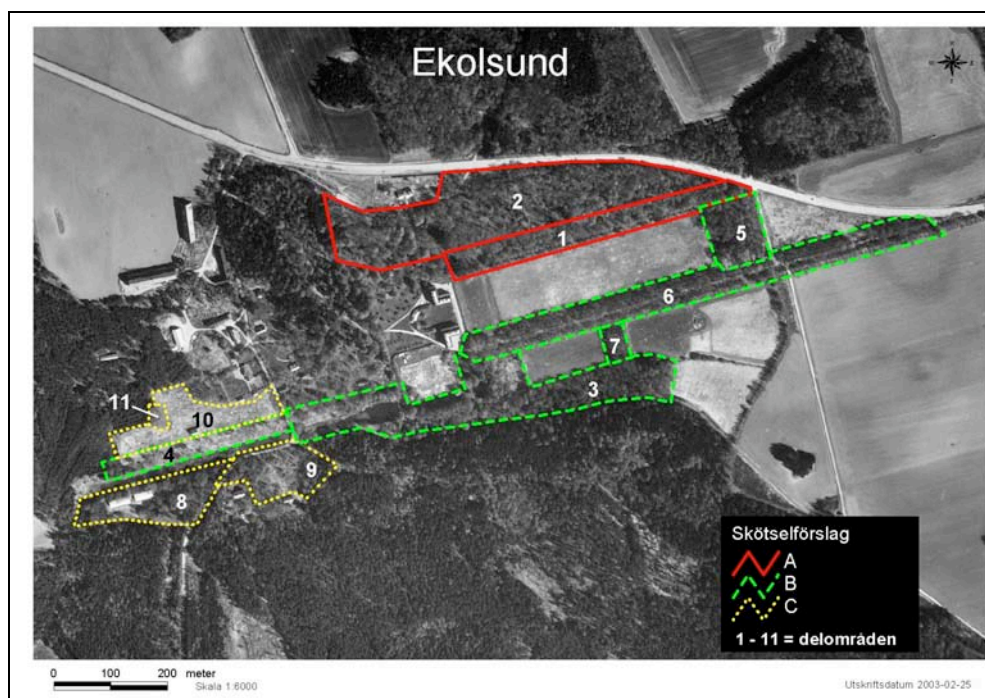 Ekolsund
2
1
5
6
7
3
11
10
4
9
8
Skötselförslag
A
B
C
1 - 11 = delområden
0 100 200 meter
Skala 1:6000
Utskriftsdatum 2003-02-25